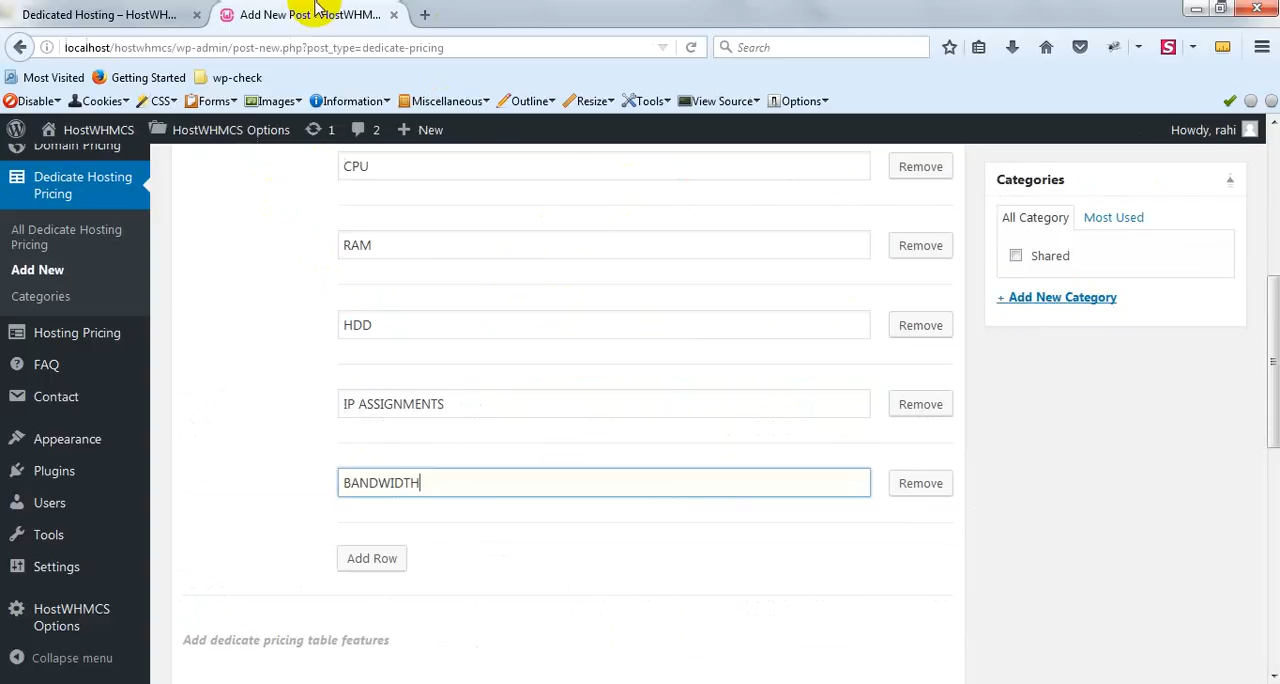 Dedicated Hosting – HostWH...
Add New Post ‹ HostWHM...
localhost/hostwhmcs/wp-admin/post-new.php?post_type=dedicate-pricing
Search
Most Visited Getting Started wp-check
Disable Cookies CSS Forms Images Information Miscellaneous Outline Resize Tools View Source Options
HostWHMCS HostWHMCS Options 1 2 New Howdy, rahi
Domain Pricing
Dedicate Hosting
Pricing
All Dedicate Hosting
Pricing
Add New
Categories
Hosting Pricing
FAQ
Contact
Appearance
Plugins
Users
Tools
Settings
HostWHMCS
Options
Collapse menu
CPU Remove
RAM Remove
HDD Remove
IP ASSIGNMENTS Remove
BANDWIDTH Remove
Add Row
Add dedicate pricing table features
Categories
All Category Most Used
Shared
+ Add New Category